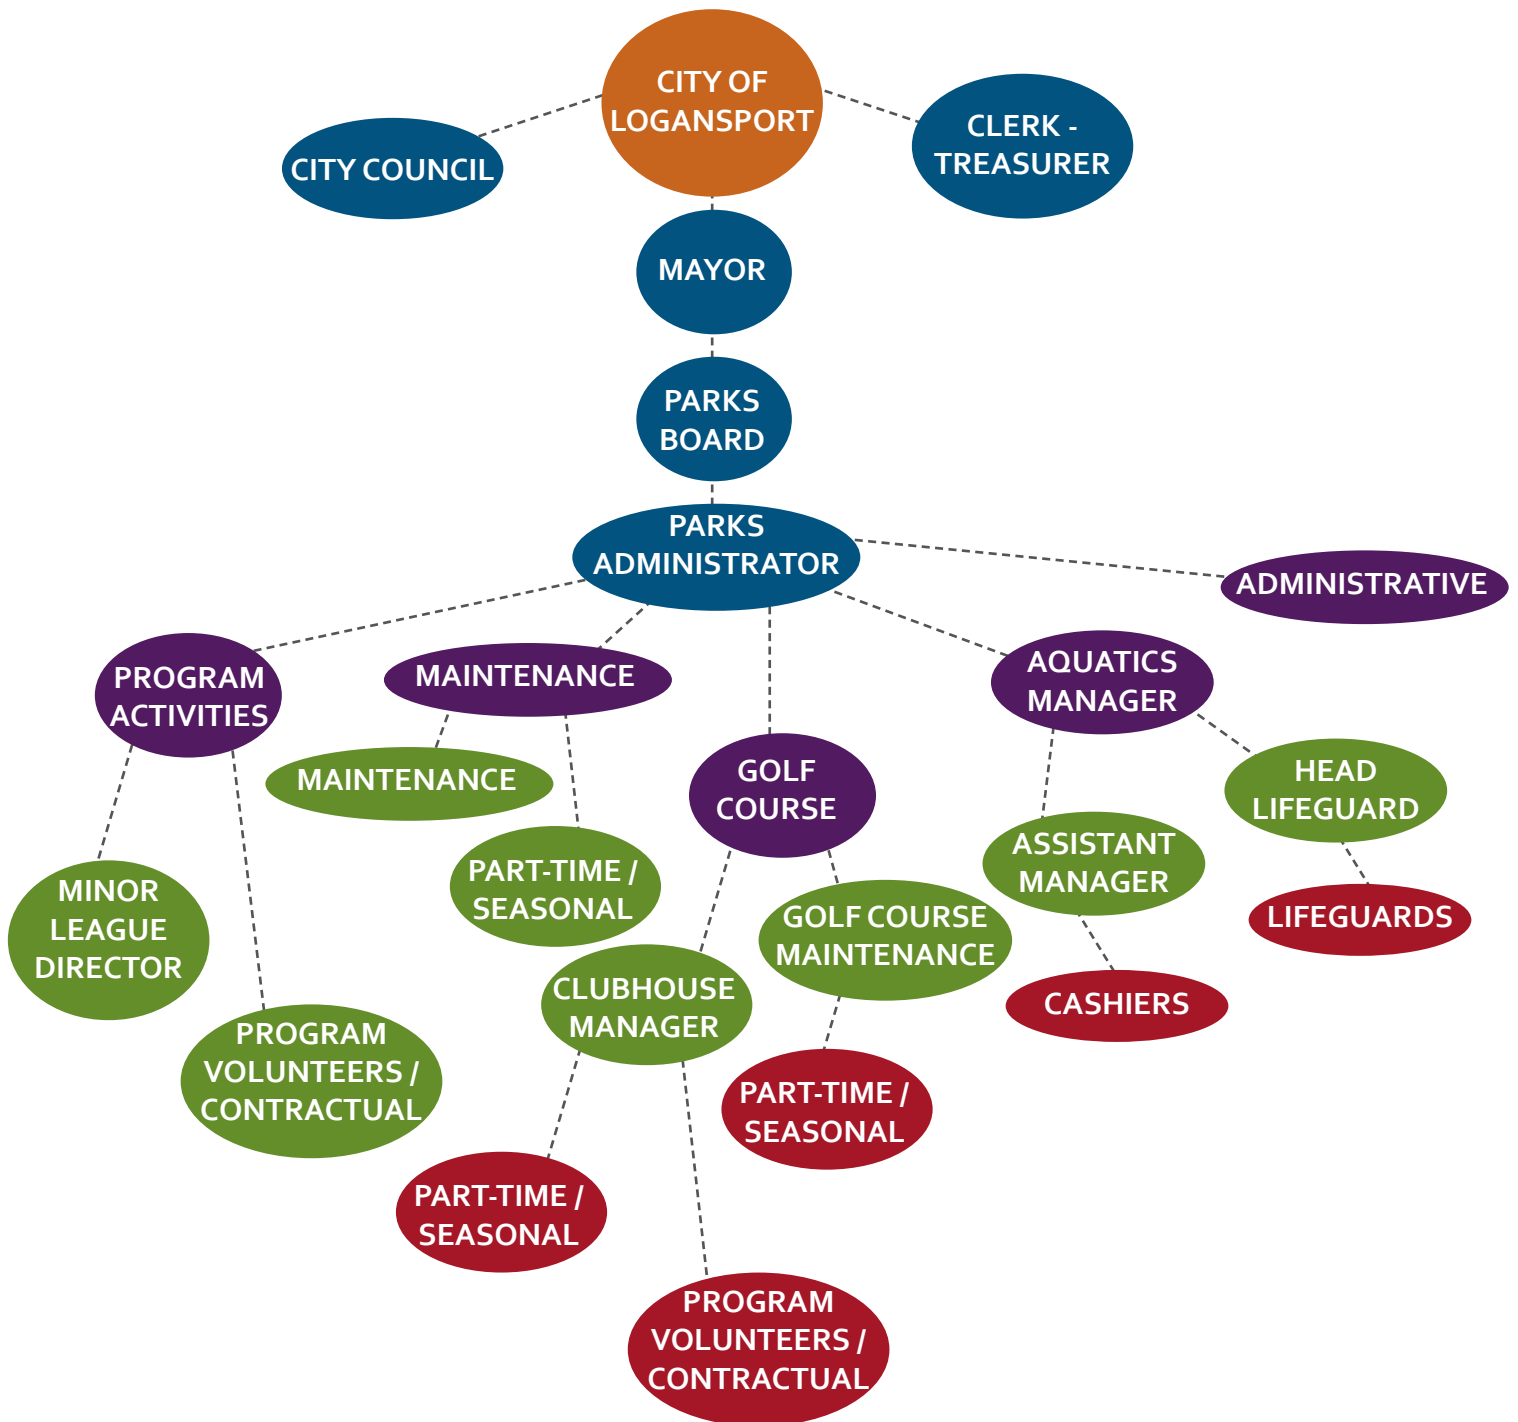 CITY OF
LOGANSPORT
CLERK -
TREASURER
CITY COUNCIL
MAYOR
PARKS
BOARD
PARKS
ADMINISTRATOR
ADMINISTRATIVE
PROGRAM
ACTIVITIES
MAINTENANCE
AQUATICS
MANAGER
MAINTENANCE
GOLF
COURSE
HEAD
LIFEGUARD
MINOR
LEAGUE
DIRECTOR
PART-TIME /
SEASONAL
ASSISTANT
MANAGER
GOLF COURSE
MAINTENANCE
LIFEGUARDS
CLUBHOUSE
MANAGER
CASHIERS
PROGRAM
VOLUNTEERS /
CONTRACTUAL
PART-TIME /
SEASONAL
PART-TIME /
SEASONAL
PROGRAM
VOLUNTEERS /
CONTRACTUAL